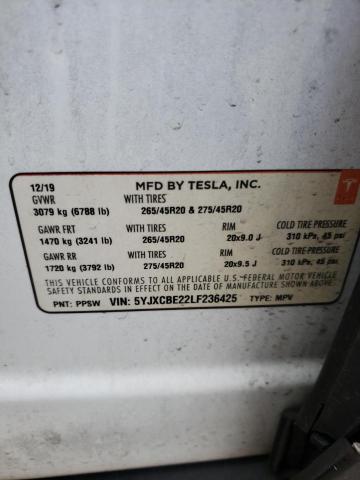 12/19 MFD BY TESLA, INC.
GVWR WITH TIRES
3079 kg (6788 lb) 265/45R20 & 275/45R20
GAWR FRT WITH TIRES RIM COLD TIRE PRESSURE
1470 kg (3241 lb) 265/45R20 20x9.0 J 310 kPa, 45 psi
GAWR RR WITH TIRES RIM COLD TIRE PRESSURE
1720 kg (3792 lb) 275/45R20 20x9.5 J 310 kPa, 45 psi
THIS VEHICLE CONFORMS TO ALL APPLICABLE U.S. FEDERAL MOTOR VEHICLE
SAFETY STANDARDS IN EFFECT ON THE DATE OF MANUFACTURE SHOWN ABOVE.
PNT: PPSW VIN: 5YJXCBE22LF236425 TYPE: MPV